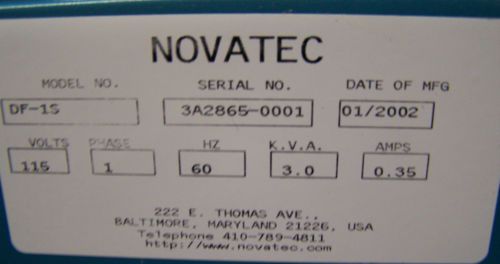 NOVATEC
MODEL NO. SERIAL NO. DATE OF MFG
DF-1S 3A2865-0001 01/2002
VOLTS PHASE HZ K.V.A. AMPS
115 1 60 3.0 0.35
222 E. THOMAS AVE.,
BALTIMORE, MARYLAND 21226, USA
Telephone 410-789-4811
http://www.novatec.com